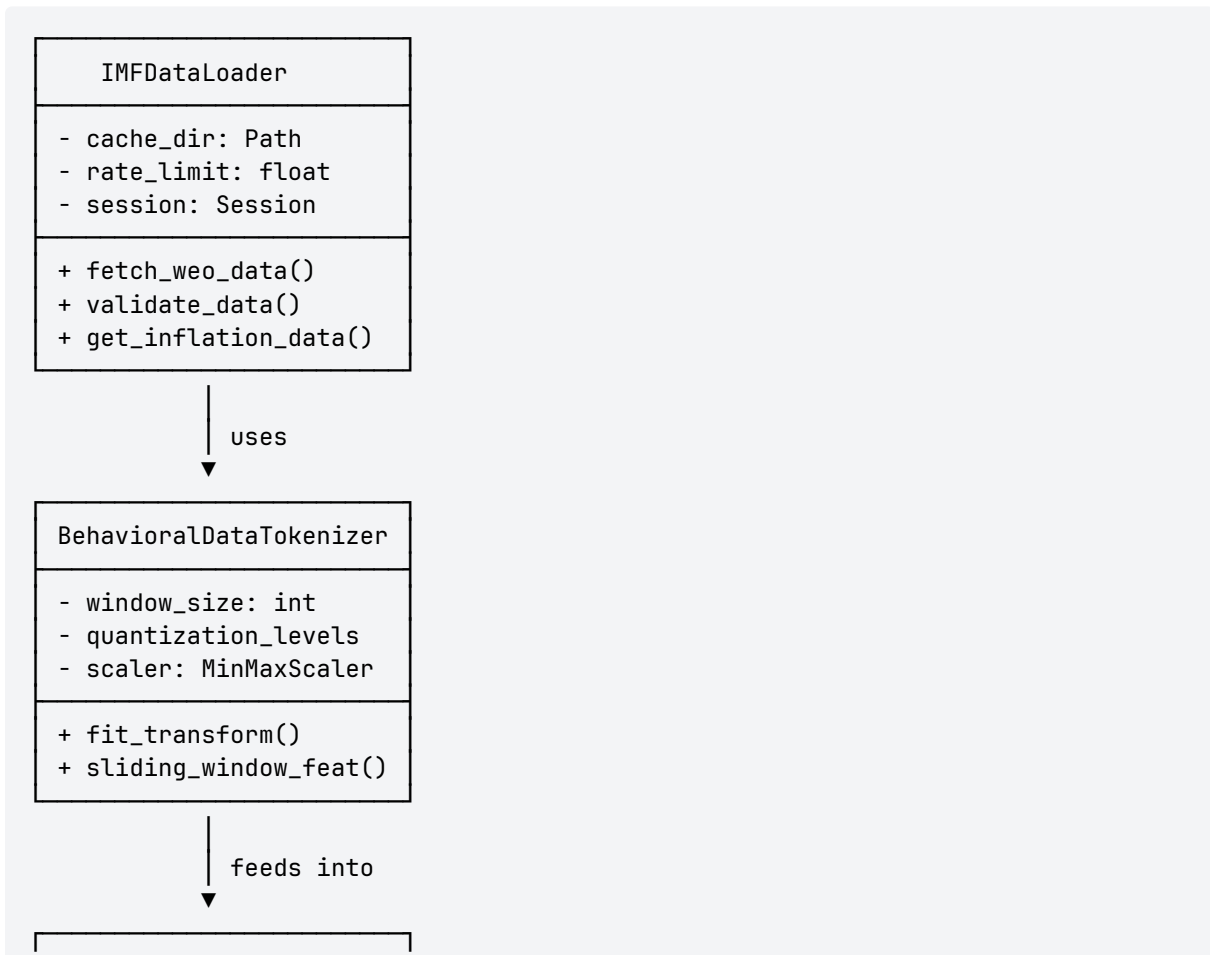 IMFDataLoader
- cache_dir: Path
- rate_limit: float
- session: Session
+ fetch_weo_data()
+ validate_data()
+ get_inflation_data()
uses
BehavioralDataTokenizer
- window_size: int
- quantization_levels
- scaler: MinMaxScaler
+ fit_transform()
+ sliding_window_feat()
feeds into